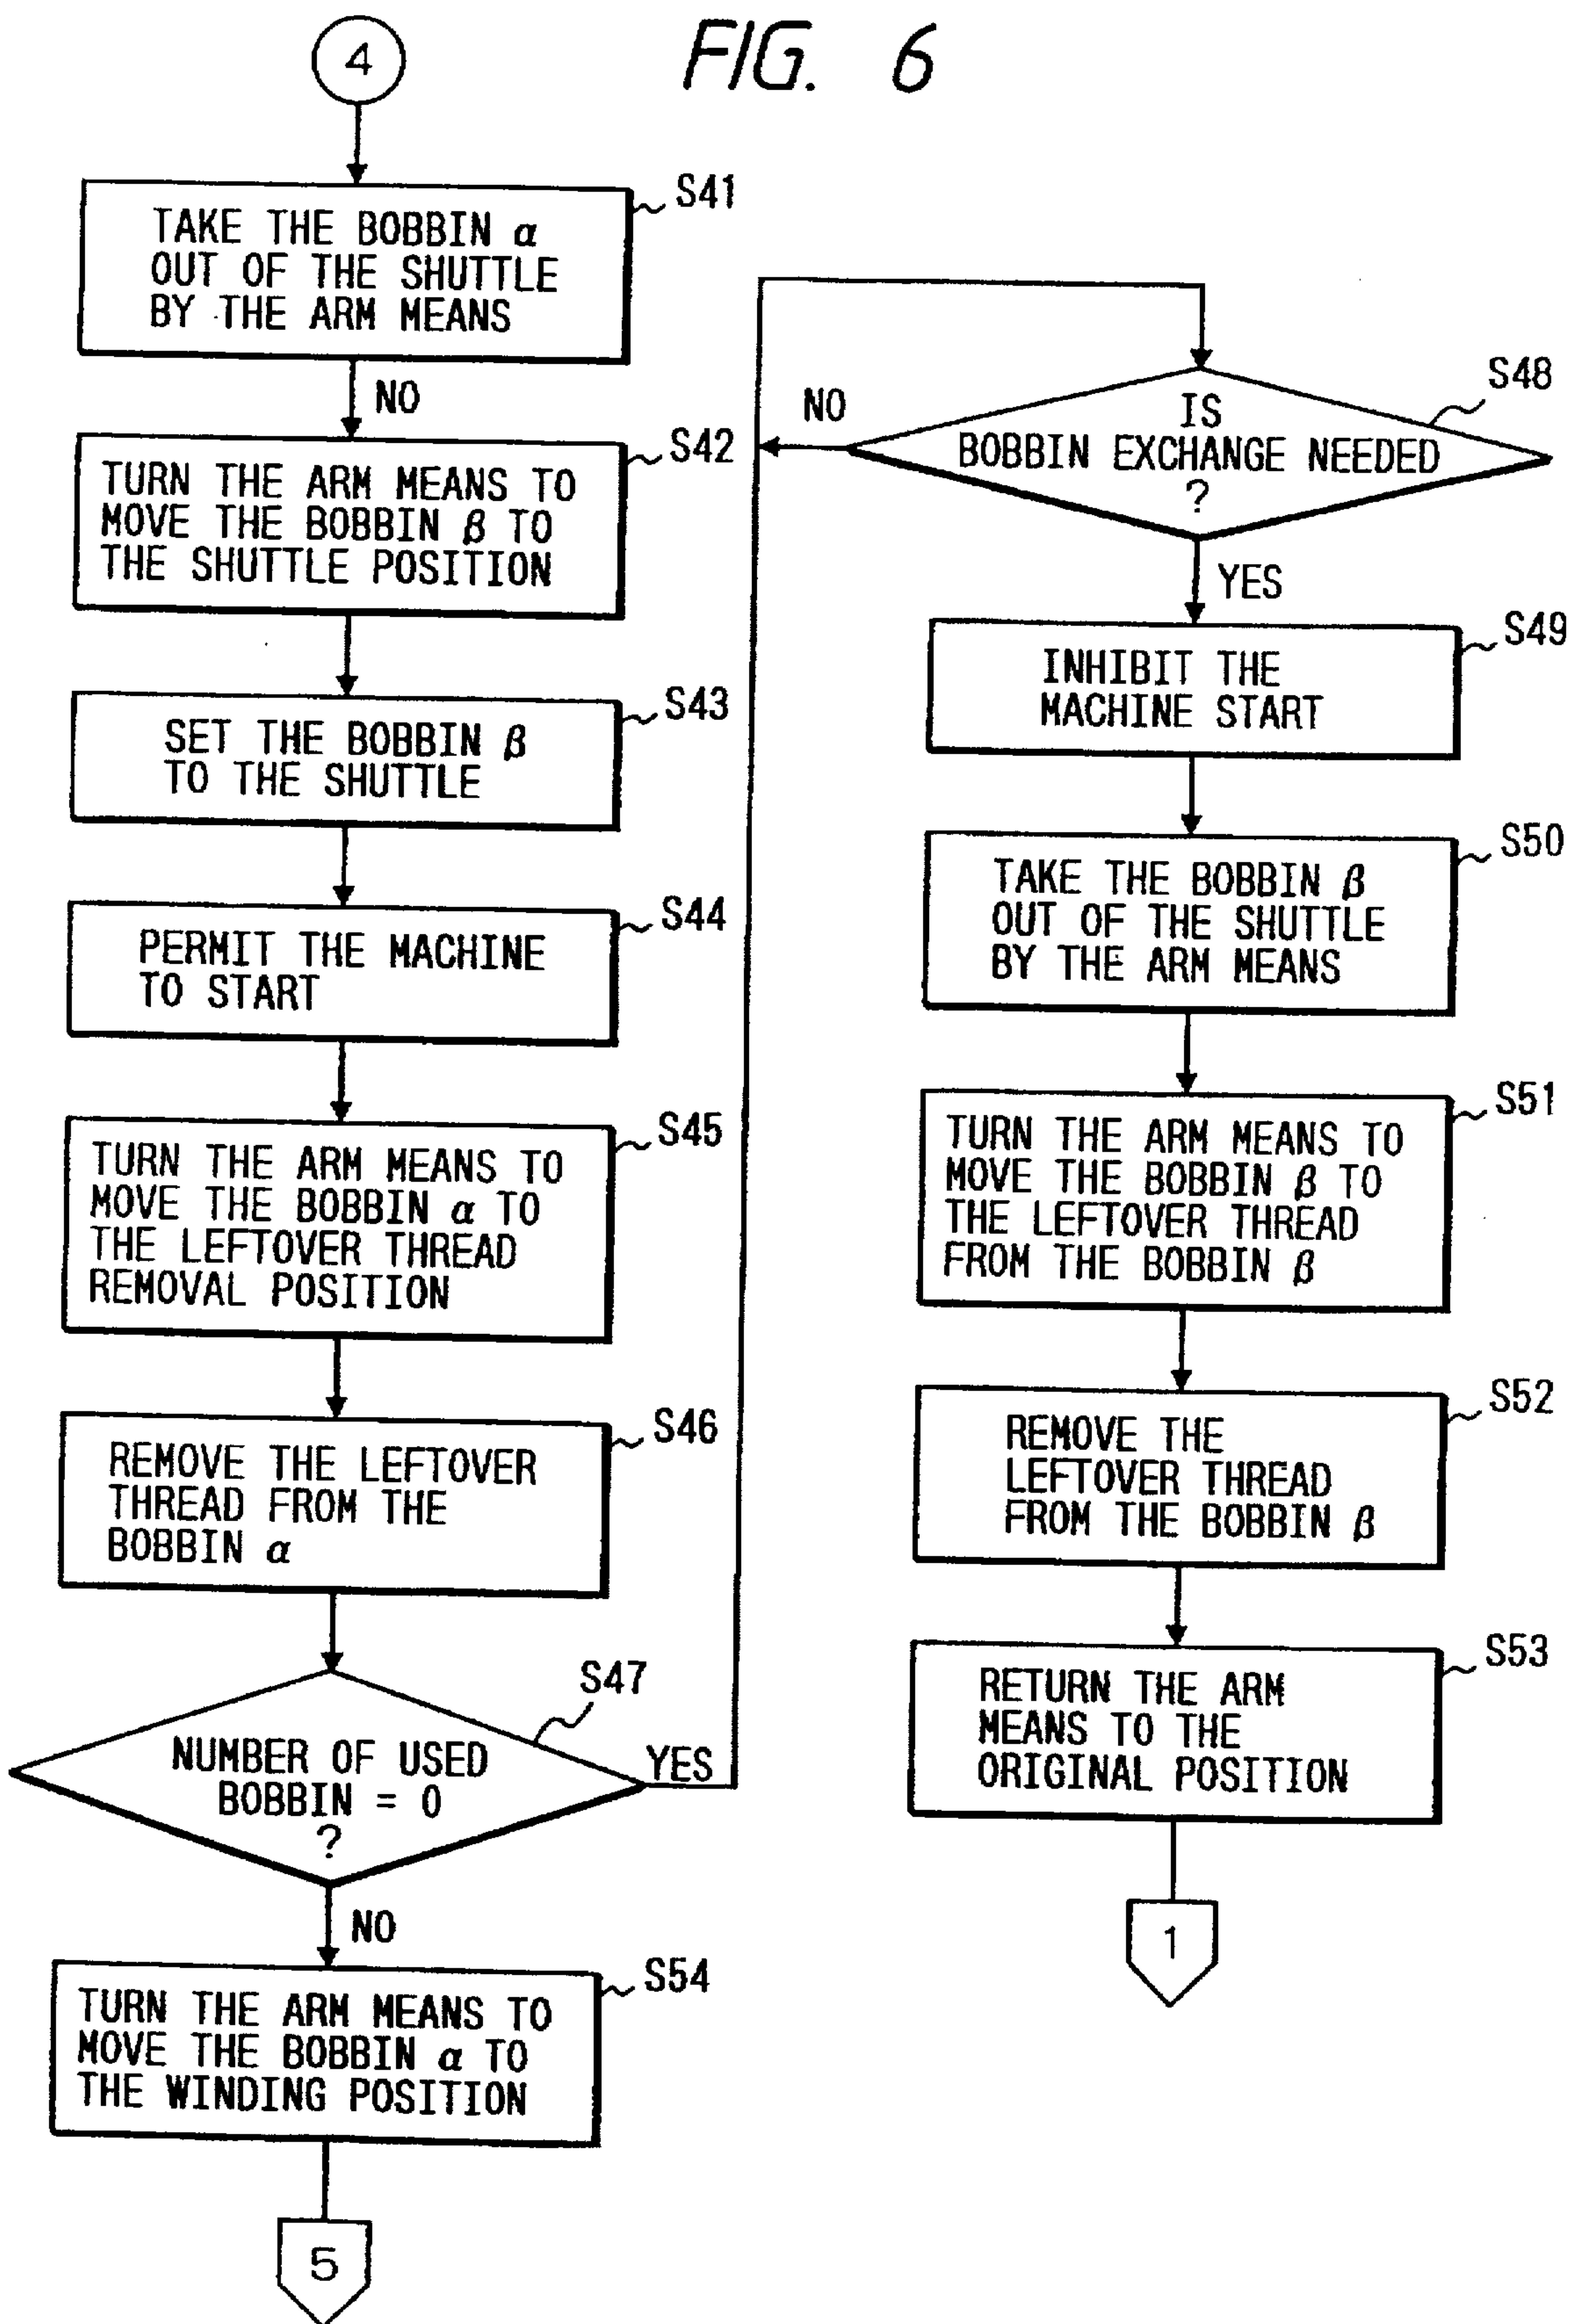 FIG. 6
4
S41
TAKE THE BOBBIN α
OUT OF THE SHUTTLE
BY THE ARM MEANS
NO
S42
TURN THE ARM MEANS TO
MOVE THE BOBBIN β TO
THE SHUTTLE POSITION
S43
SET THE BOBBIN β
TO THE SHUTTLE
S44
PERMIT THE MACHINE
TO START
S45
TURN THE ARM MEANS TO
MOVE THE BOBBIN α TO
THE LEFTOVER THREAD
REMOVAL POSITION
S46
REMOVE THE LEFTOVER
THREAD FROM THE
BOBBIN α
S47
NUMBER OF USED
BOBBIN = 0
?
YES
NO
S54
TURN THE ARM MEANS TO
MOVE THE BOBBIN α TO
THE WINDING POSITION
5
S48
IS
BOBBIN EXCHANGE NEEDED
?
NO
YES
S49
INHIBIT THE
MACHINE START
S50
TAKE THE BOBBIN β
OUT OF THE SHUTTLE
BY THE ARM MEANS
S51
TURN THE ARM MEANS TO
MOVE THE BOBBIN β TO
THE LEFTOVER THREAD
FROM THE BOBBIN β
S52
REMOVE THE
LEFTOVER THREAD
FROM THE BOBBIN β
S53
RETURN THE ARM
MEANS TO THE
ORIGINAL POSITION
1